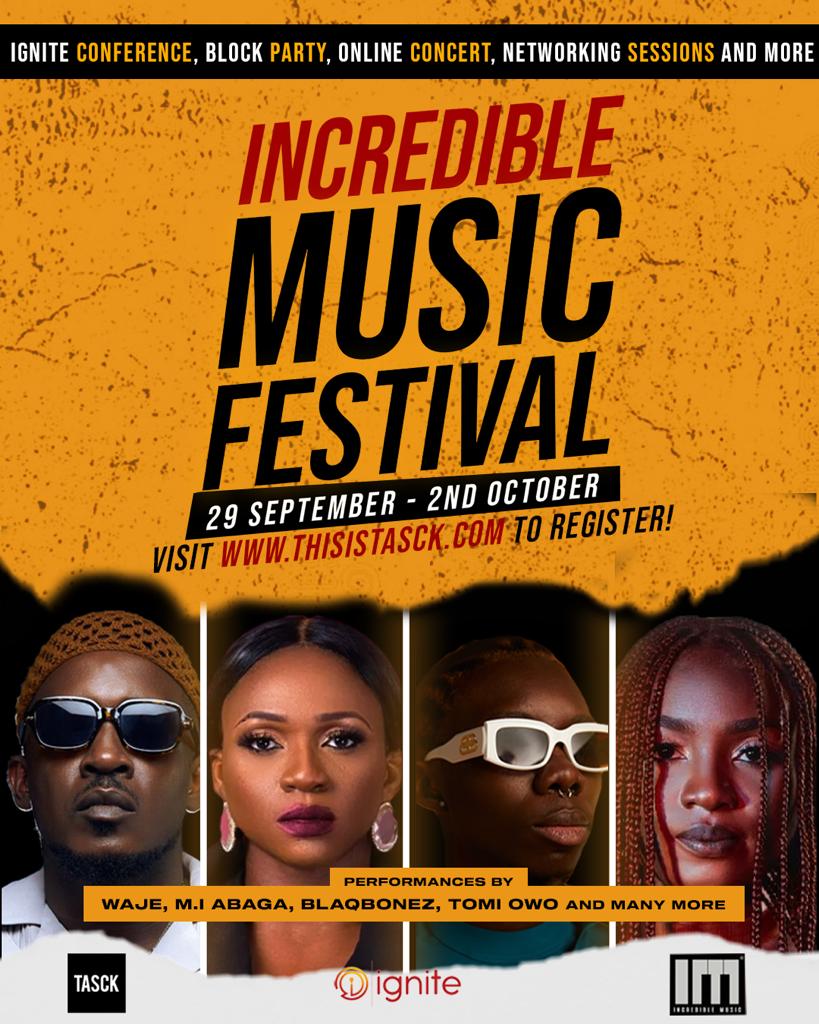 IGNITE CONFERENCE, BLOCK PARTY, ONLINE CONCERT, NETWORKING SESSIONS AND MORE
INCREDIBLE
MUSIC
FESTIVAL
29 SEPTEMBER - 2ND OCTOBER
VISIT WWW.THISISTASCK.COM TO REGISTER!
PERFORMANCES BY
WAJE, M.I ABAGA, BLAQBONEZ, TOMI OWO AND MANY MORE
TASCK
ignite
IM
INCREDIBLE MUSIC